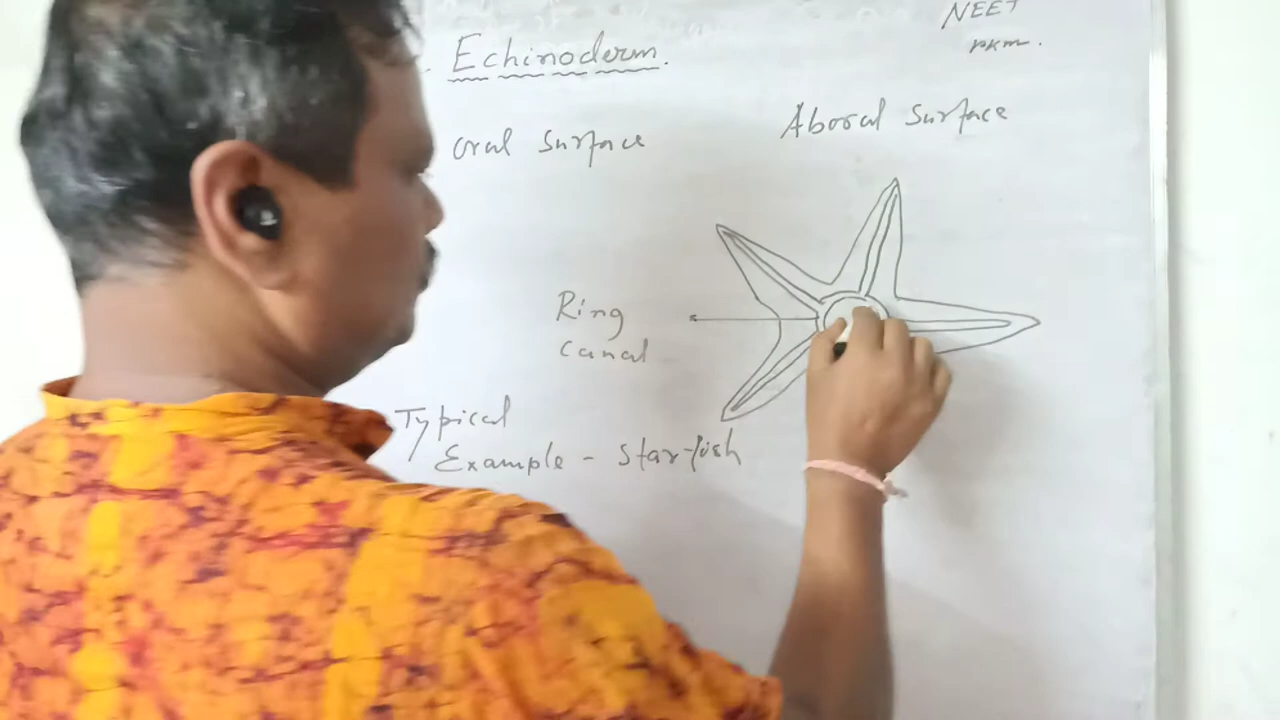 NEET
pkm.
Echinoderm.
oral surface
Aboral Surface
Ring
canal
Typical
Example - Star-fish